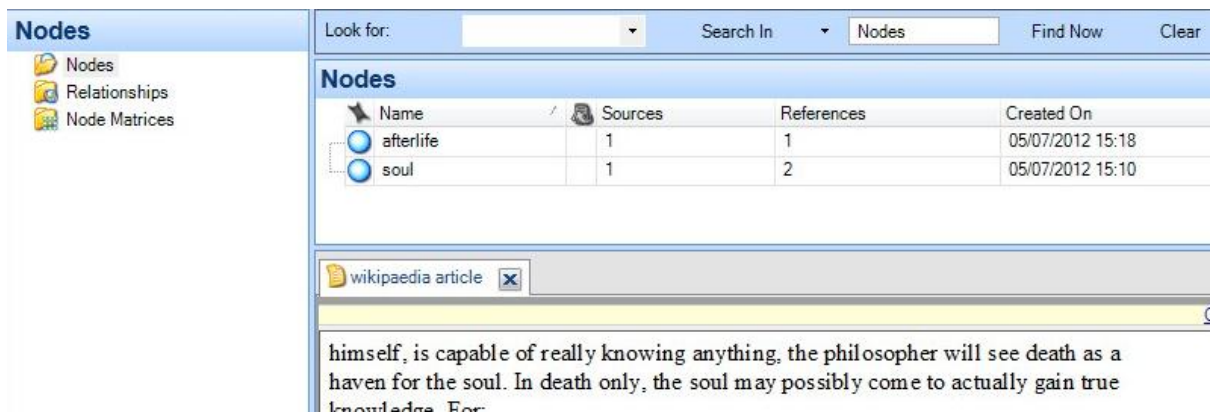 Nodes
Nodes
Relationships
Node Matrices
Look for: Search In Nodes Find Now Clear
Nodes
Name Sources References Created On
afterlife 1 1 05/07/2012 15:18
soul 1 2 05/07/2012 15:10
wikipaedia article
himself, is capable of really knowing anything, the philosopher will see death as a
haven for the soul. In death only, the soul may possibly come to actually gain true
knowledge. For: